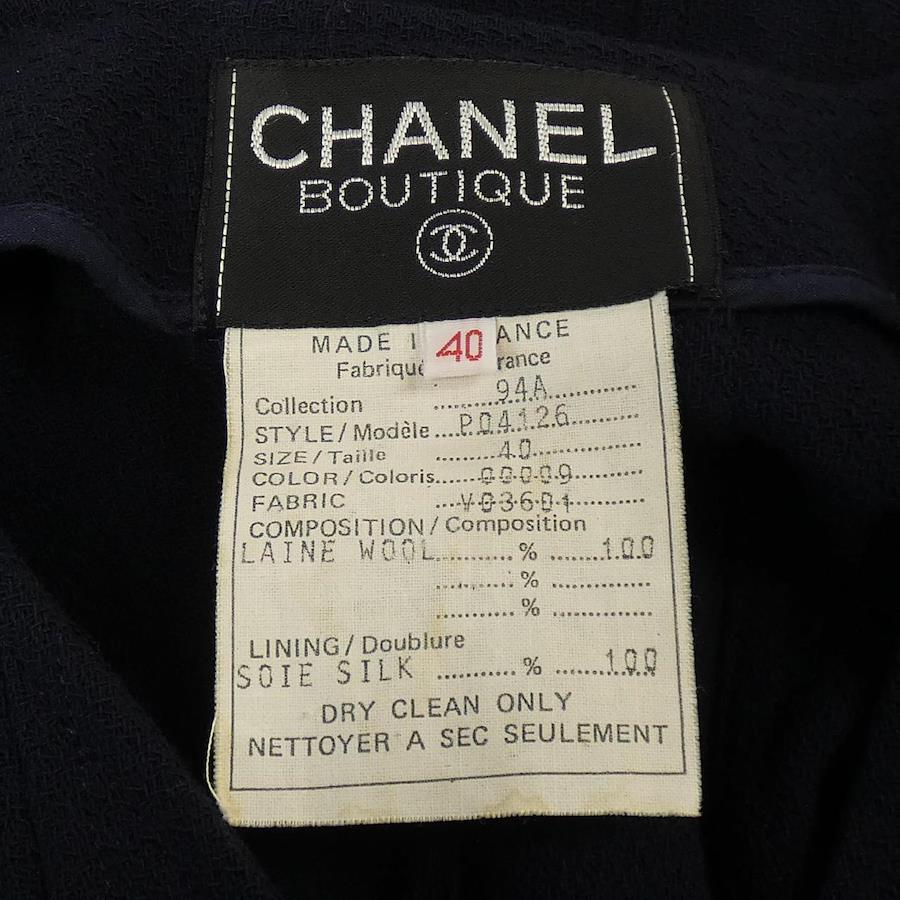 CHANEL
BOUTIQUE
40
MADE I ANCE
Fabriqué rance
Collection ........ 94A ........
STYLE/Modèle... P04126 ........
SIZE/Taille ........ 40 ........
COLOR/Coloris.... 00009 ........
FABRIC .... V03601 ........
COMPOSITION/Composition
LAINE WOOL ........ % ........ 100
........ % ........
........ % ........
LINING/Doublure
SOIE SILK ........ % ........ 100
DRY CLEAN ONLY
NETTOYER A SEC SEULEMENT